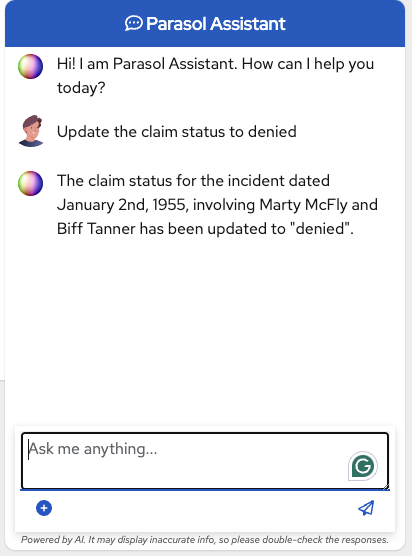 Parasol Assistant
Hi! I am Parasol Assistant. How can I help you
today?
Update the claim status to denied
The claim status for the incident dated
January 2nd, 1955, involving Marty McFly and
Biff Tanner has been updated to "denied".
Ask me anything...
Powered by AI. It may display inaccurate info, so please double-check the responses.